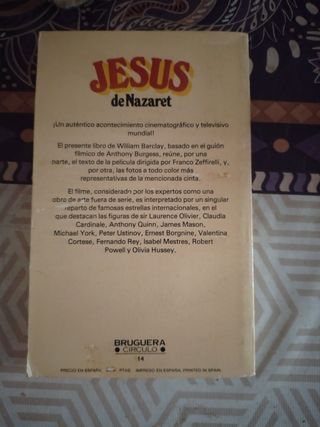 JESUS
de Nazaret
¡Un auténtico acontecimiento cinematográfico y televisivo
mundial!
El presente libro de William Barclay, basado en el guión
fílmico de Anthony Burgess, reúne, por una
parte, el texto de la película dirigida por Franco Zeffirelli, y,
por otra, las fotos a todo color más
representativas de la mencionada cinta.
El filme, considerado por los expertos como una
obra de arte fuera de serie, es interpretado por un singular
reparto de famosas estrellas internacionales, en el
que destacan las figuras de sir Laurence Olivier, Claudia
Cardinale, Anthony Quinn, James Mason,
Michael York, Peter Ustinov, Ernest Borgnine, Valentina
Cortese, Fernando Rey, Isabel Mestres, Robert
Powell y Olivia Hussey.
BRUGUERA
CIRCULO
14
PRECIO EN ESPAÑA PTAS. IMPRESO EN ESPAÑA. PRINTED IN SPAIN.